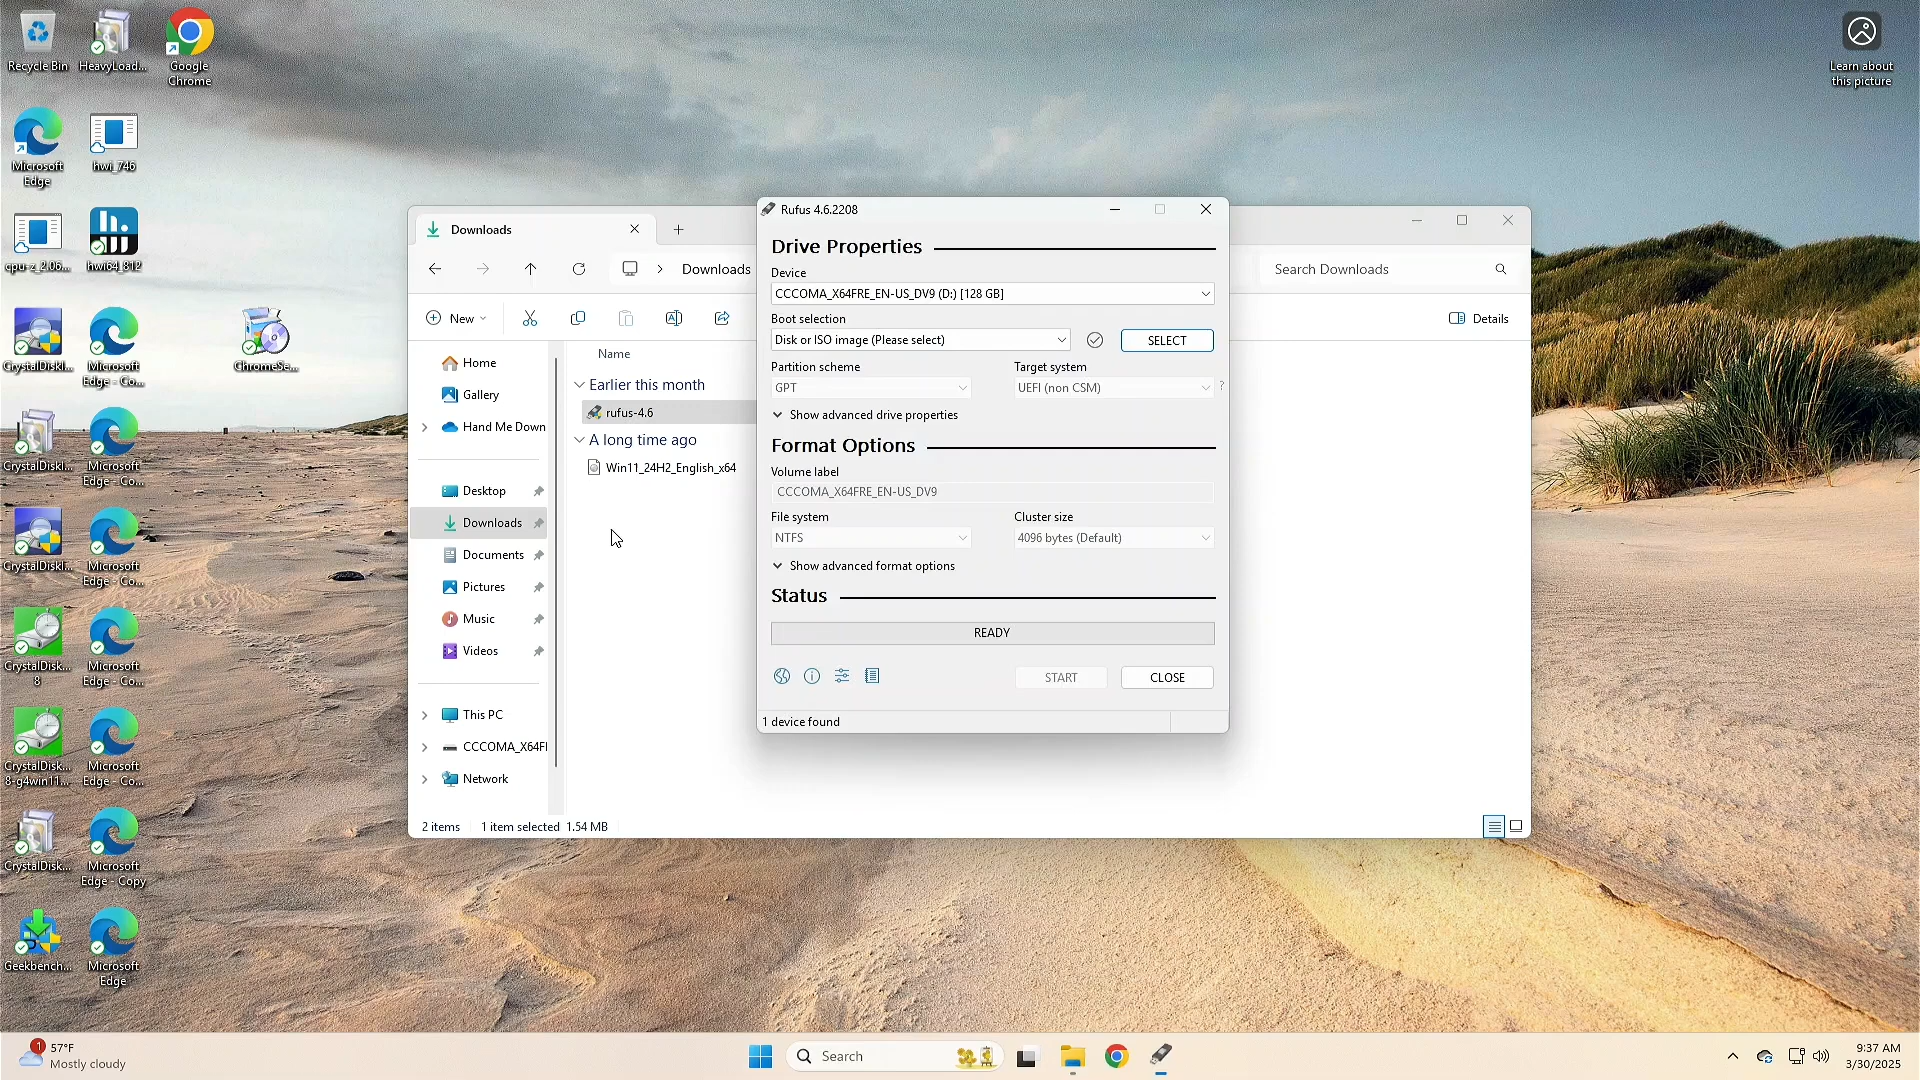 Recycle Bin
HeavyLoad...
Google
Chrome
Learn about
this picture
Microsoft
Edge
hwi_746
cpu-z_2.06...
hwi64_812
CrystalDiskI...
Microsoft
Edge - Co...
ChromeSe...
CrystalDiskI...
Microsoft
Edge - Co...
CrystalDiskI...
Microsoft
Edge - Co...
CrystalDisk...
8
Microsoft
Edge - Co...
CrystalDisk...
8-g4win11...
Microsoft
Edge - Co...
CrystalDisk...
Microsoft
Edge - Copy
Geekbench...
Microsoft
Edge
Downloads
Downloads
Search Downloads
New
Details
Home
Gallery
Hand Me Down
Desktop
Downloads
Documents
Pictures
Music
Videos
This PC
CCCOMA_X64F
Network
Name
Earlier this month
rufus-4.6
A long time ago
Win11_24H2_English_x64
2 items
1 item selected 1.54 MB
Rufus 4.6.2208
Drive Properties
Device
CCCOMA_X64FRE_EN-US_DV9 (D:) [128 GB]
Boot selection
Disk or ISO image (Please select)
SELECT
Partition scheme
Target system
GPT
UEFI (non CSM)
?
Show advanced drive properties
Format Options
Volume label
CCCOMA_X64FRE_EN-US_DV9
File system
Cluster size
NTFS
4096 bytes (Default)
Show advanced format options
Status
READY
START
CLOSE
1 device found
1
57°F
Mostly cloudy
Search
9:37 AM
3/30/2025